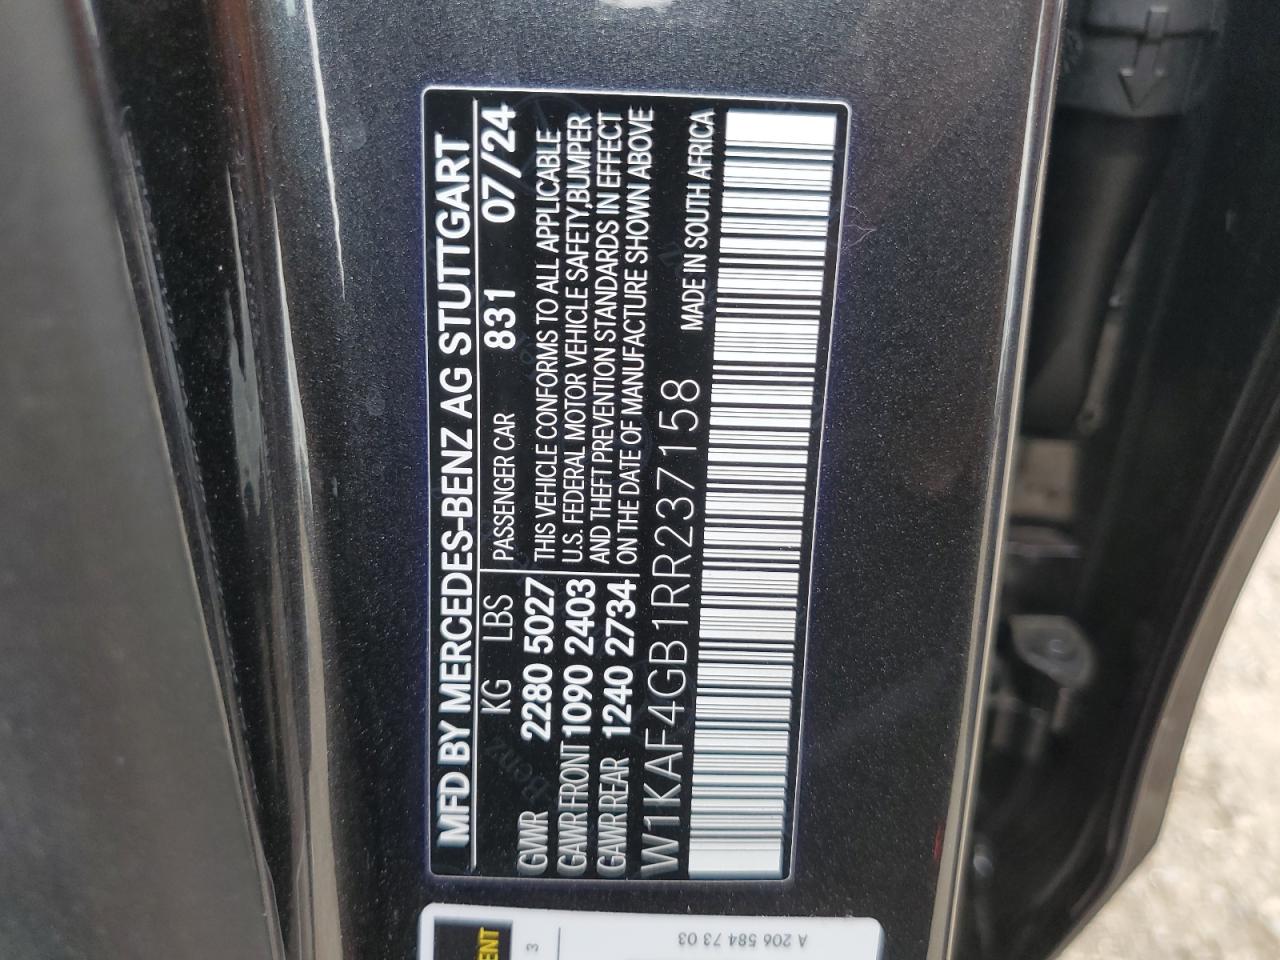 MFD BY MERCEDES-BENZ AG STUTTGART
KG LBS PASSENGER CAR 831 07/24
GVWR 2280 5027 THIS VEHICLE CONFORMS TO ALL APPLICABLE
GAWR FRONT 1090 2403 U.S. FEDERAL MOTOR VEHICLE SAFETY,BUMPER
GAWR REAR 1240 2734 AND THEFT PREVENTION STANDARDS IN EFFECT
ON THE DATE OF MANUFACTURE SHOWN ABOVE
W1KAF4GB1RR237158 MADE IN SOUTH AFRICA
3
A 206 584 73 03